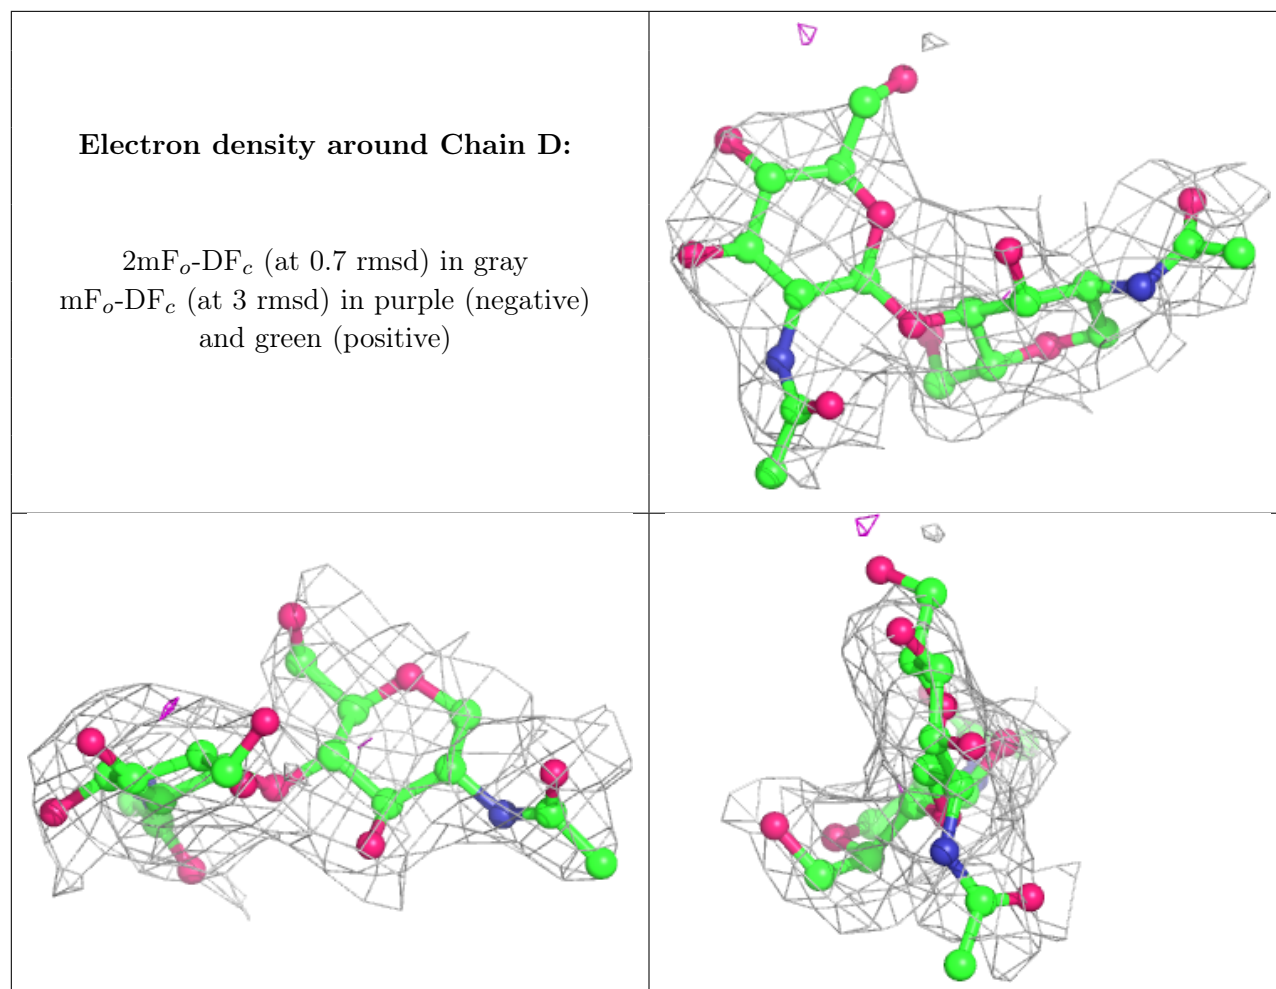 Electron density around Chain D:
2mFo-DFc (at 0.7 rmsd) in gray
mFo-DFc (at 3 rmsd) in purple (negative)
and green (positive)